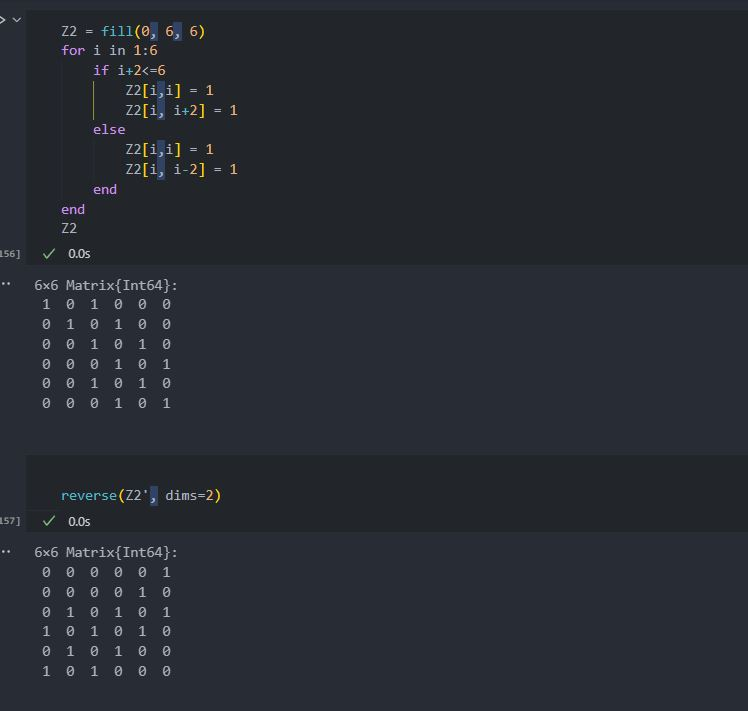 Z2 = fill(0, 6, 6)
for i in 1:6
if i+2<=6
Z2[i,i] = 1
Z2[i, i+2] = 1
else
Z2[i,i] = 1
Z2[i, i-2] = 1
end
end
Z2
156]
0.0s
6×6 Matrix{Int64}:
1 0 1 0 0 0
0 1 0 1 0 0
0 0 1 0 1 0
0 0 0 1 0 1
0 0 1 0 1 0
0 0 0 1 0 1
reverse(Z2', dims=2)
157]
0.0s
6×6 Matrix{Int64}:
0 0 0 0 0 1
0 0 0 0 1 0
0 1 0 1 0 1
1 0 1 0 1 0
0 1 0 1 0 0
1 0 1 0 0 0